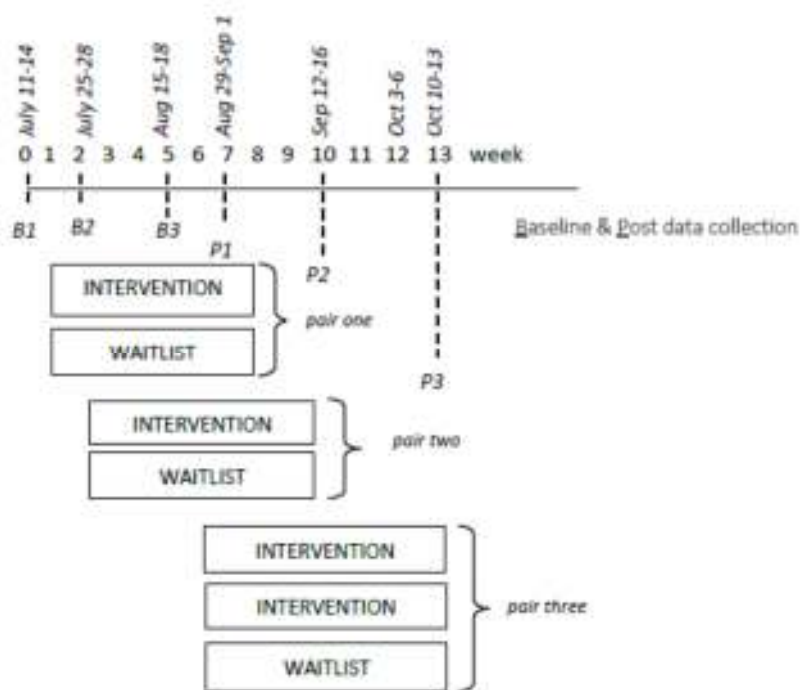 July 11-14
July 25-28
Aug 15-18
Aug 29-Sep 1
Sep 12-16
Oct 3-6
Oct 10-13
0 1 2 3 4 5 6 7 8 9 10 11 12 13 week
B1 B2 B3
Baseline & Post data collection
P1
P2
INTERVENTION
pair one
WAITLIST
P3
INTERVENTION
pair two
WAITLIST
INTERVENTION
INTERVENTION
pair three
WAITLIST